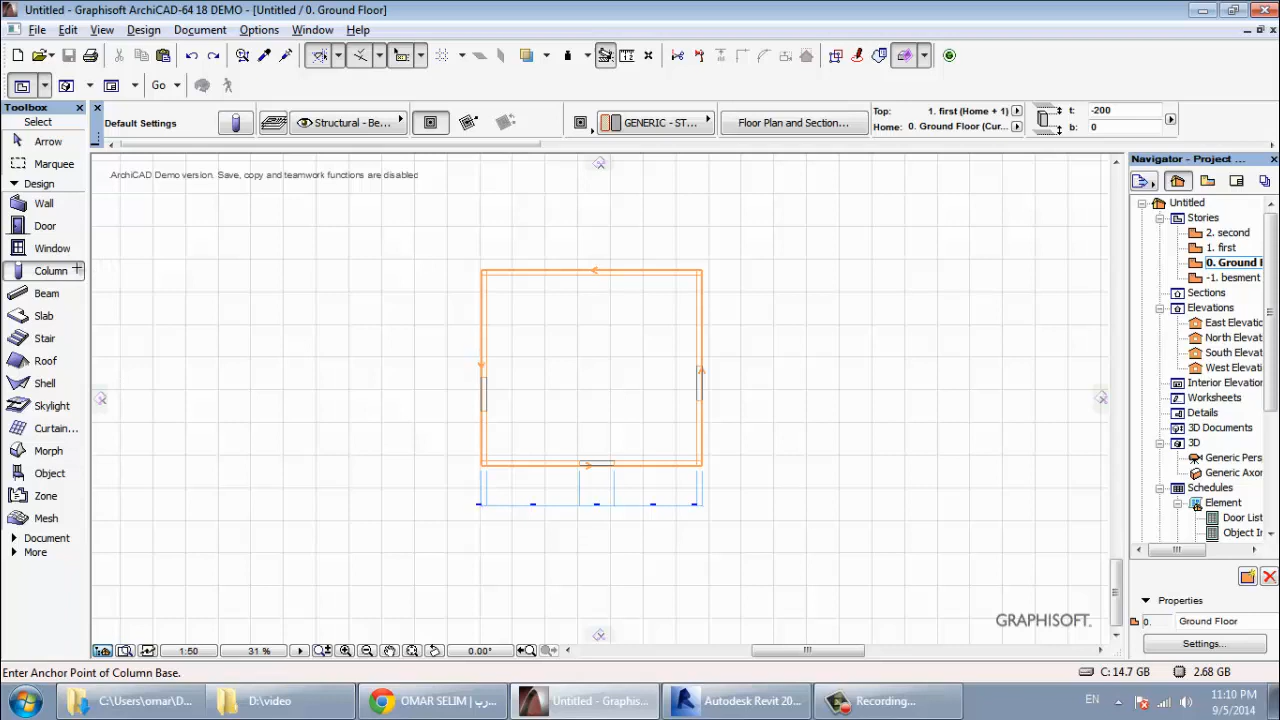 Untitled - Graphisoft ArchiCAD-64 18 DEMO - [Untitled / 0. Ground Floor]
File Edit View Design Document Options Window Help
Go
Toolbox
Select
Arrow
Marquee
Design
Wall
Door
Window
Column
Beam
Slab
Stair
Roof
Shell
Skylight
Curtain...
Morph
Object
Zone
Mesh
Document
More
Default Settings
Structural - Be...
GENERIC - ST...
Floor Plan and Section...
Top: 1. first (Home + 1)
Home: 0. Ground Floor (Cur...
t: -200
b: 0
ArchiCAD Demo version. Save, copy and teamwork functions are disabled
GRAPHISOFT.
Navigator - Project ...
Untitled
Stories
2. second
1. first
0. Ground
-1. besment
Sections
Elevations
East Elevatic
North Elevati
South Elevat
West Elevati
Interior Elevation
Worksheets
Details
3D Documents
3D
Generic Pers
Generic Axor
Schedules
Element
Door List
Object In
Properties
0. Ground Floor
Settings...
1:50
31 %
0.00°
Enter Anchor Point of Column Base.
C: 14.7 GB
2.68 GB
C:\Users\omar\D...
D:\video
OMAR SELIM | رب...
Untitled - Graphis...
Autodesk Revit 20...
Recording...
EN
11:10 PM
9/5/2014